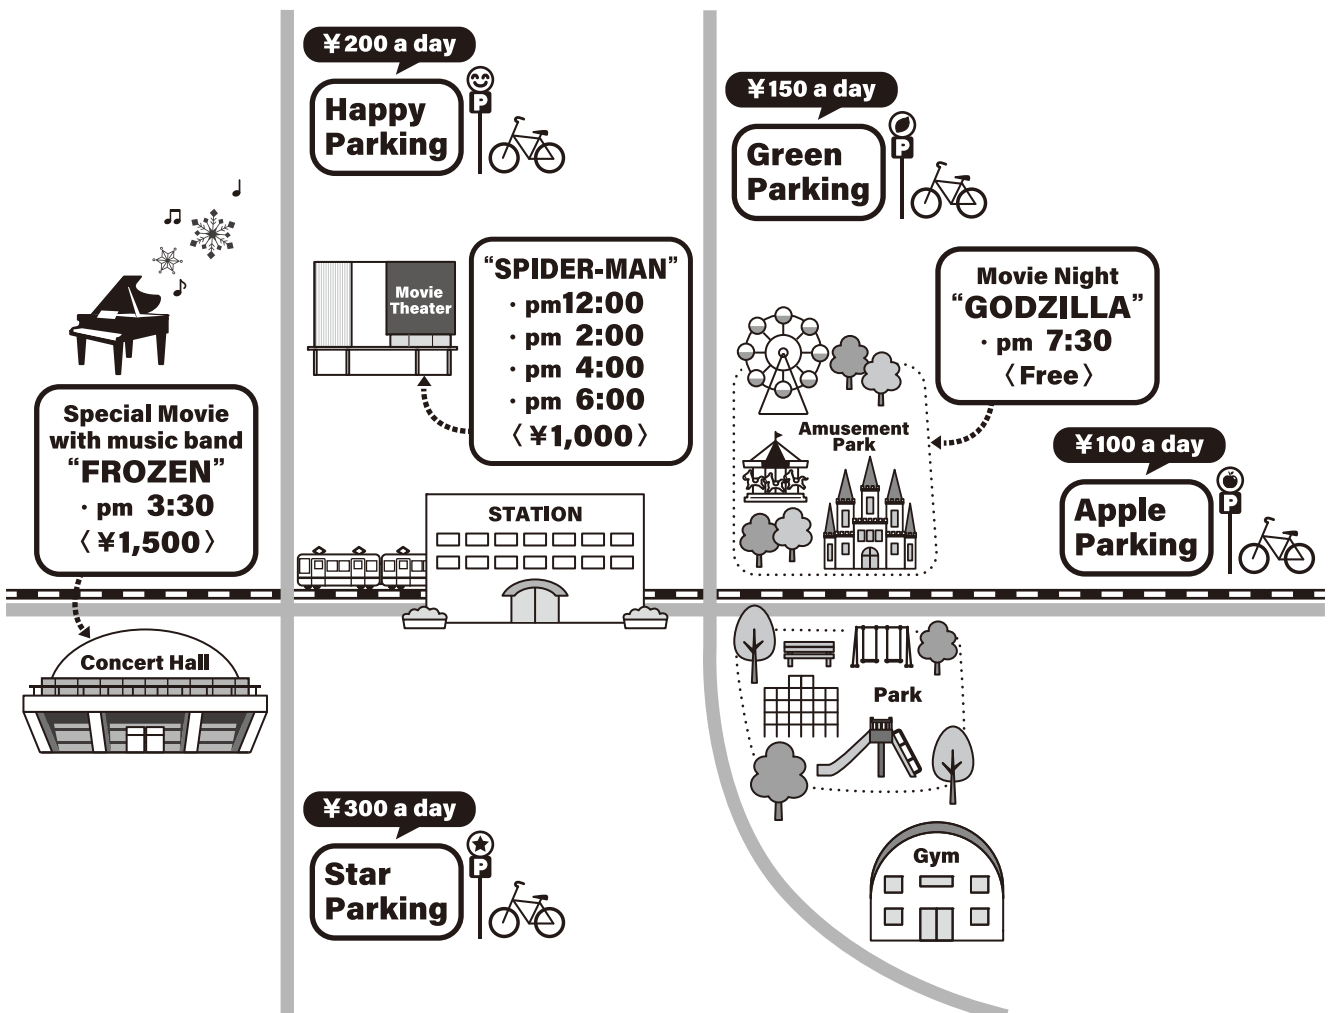 ¥200 a day
Happy
Parking
P
¥150 a day
Green
Parking
P
Movie
Theater
“SPIDER-MAN”
・pm12:00
・pm 2:00
・pm 4:00
・pm 6:00
〈¥1,000〉
Movie Night
“GODZILLA”
・pm 7:30
〈Free〉
Special Movie
with music band
“FROZEN”
・pm 3:30
〈¥1,500〉
Amusement
Park
¥100 a day
Apple
Parking
P
STATION
Concert Hall
Park
¥300 a day
Star
Parking
P
Gym